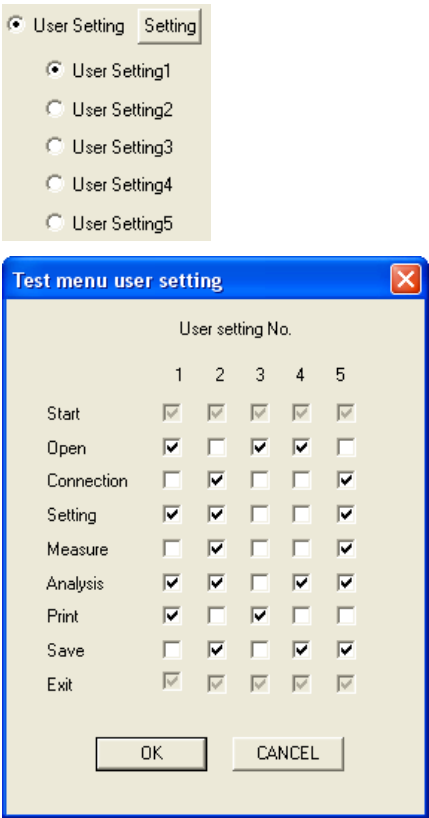 User Setting Setting
User Setting1
User Setting2
User Setting3
User Setting4
User Setting5
Test menu user setting
User setting No.
1 2 3 4 5
Start
Open
Connection
Setting
Measure
Analysis
Print
Save
Exit
OK CANCEL